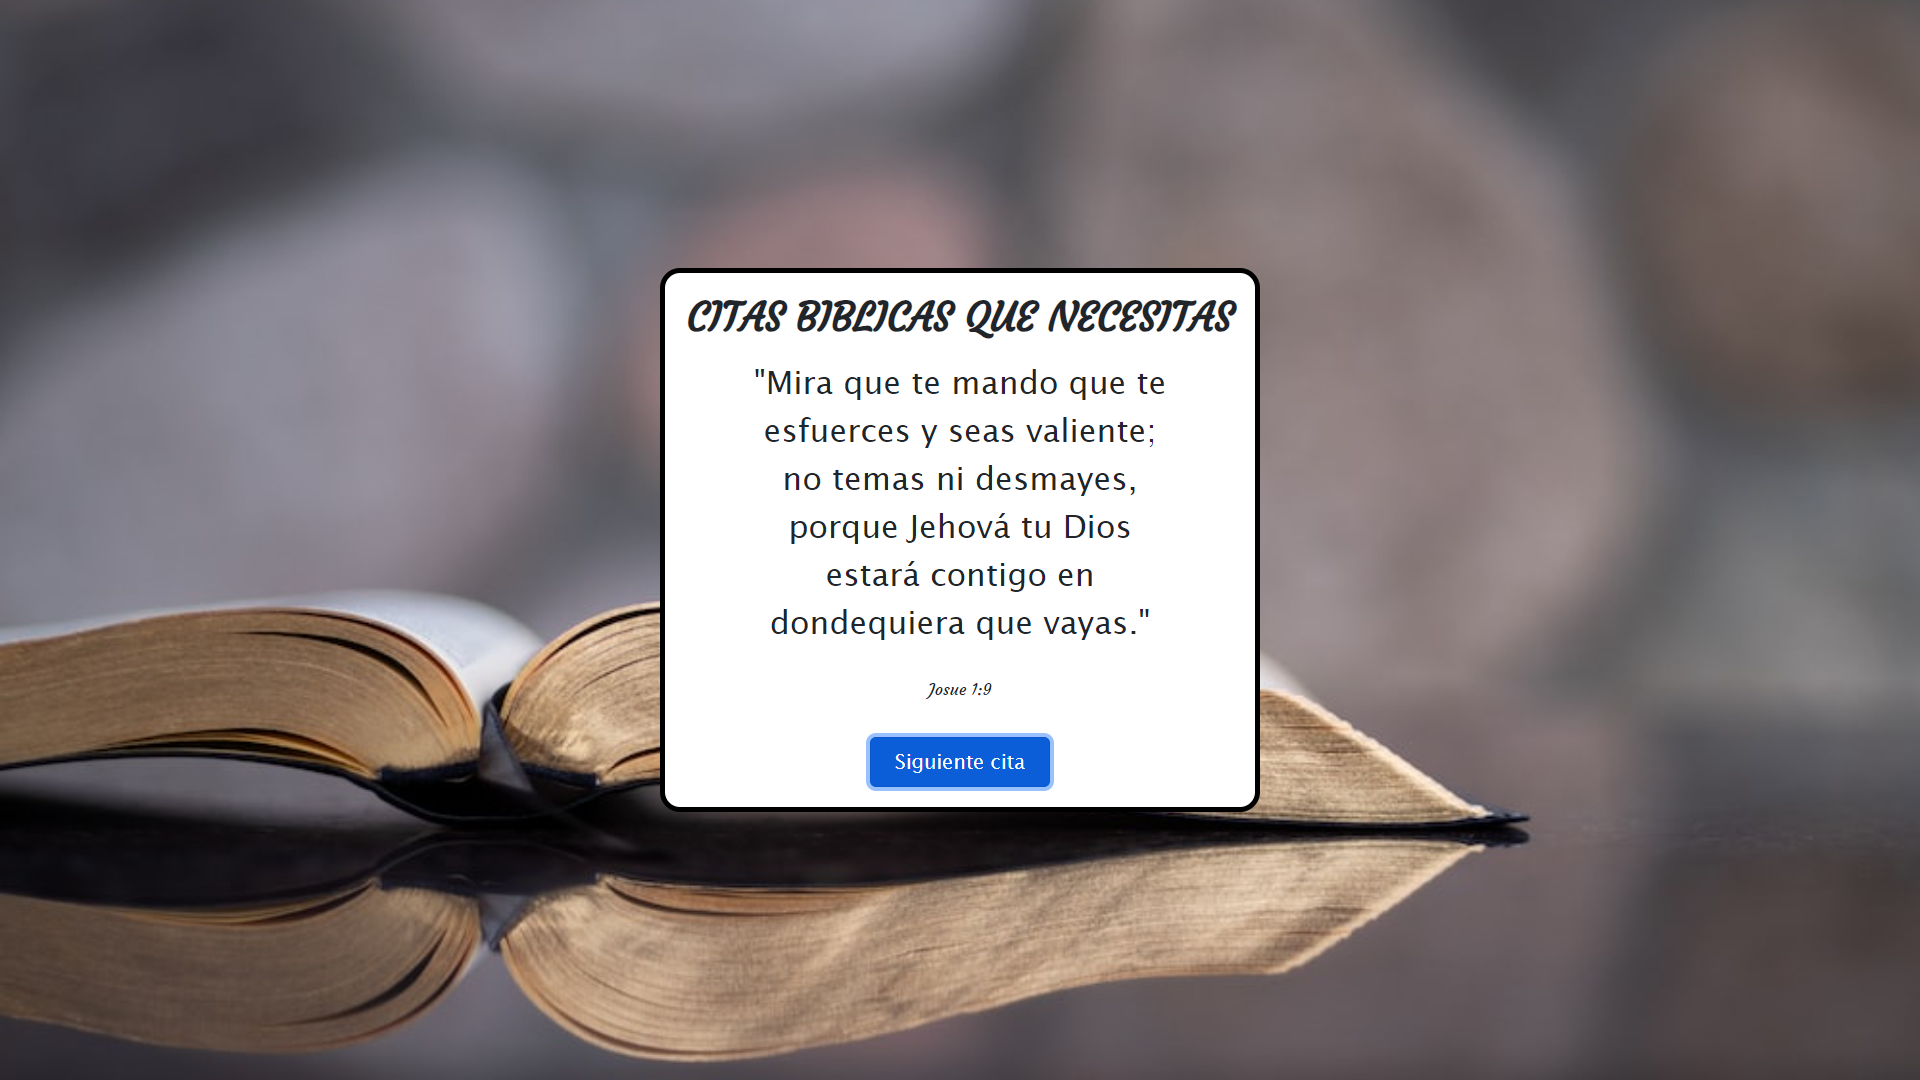 CITAS BIBLICAS QUE NECESITAS
"Mira que te mando que te
esfuerces y seas valiente;
no temas ni desmayes,
porque Jehová tu Dios
estará contigo en
dondequiera que vayas."
Josue 1:9
Siguiente cita